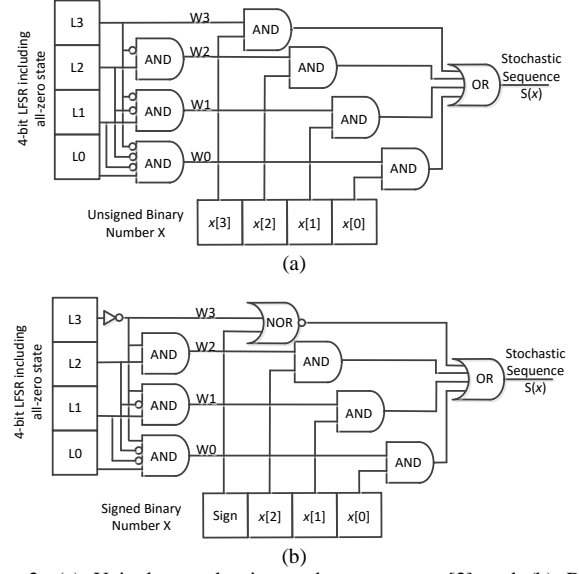 4-bit LFSR including
all-zero state
L3
L2
L1
L0
W3
W2
W1
W0
AND
AND
AND
AND
AND
AND
AND
OR
Stochastic
Sequence
S(x)
Unsigned Binary
Number X
x[3]
x[2]
x[1]
x[0]
(a)
4-bit LFSR including
all-zero state
L3
L2
L1
L0
W3
W2
W1
W0
AND
AND
AND
NOR
AND
AND
AND
OR
Stochastic
Sequence
S(x)
Signed Binary
Number X
Sign
x[2]
x[1]
x[0]
(b)